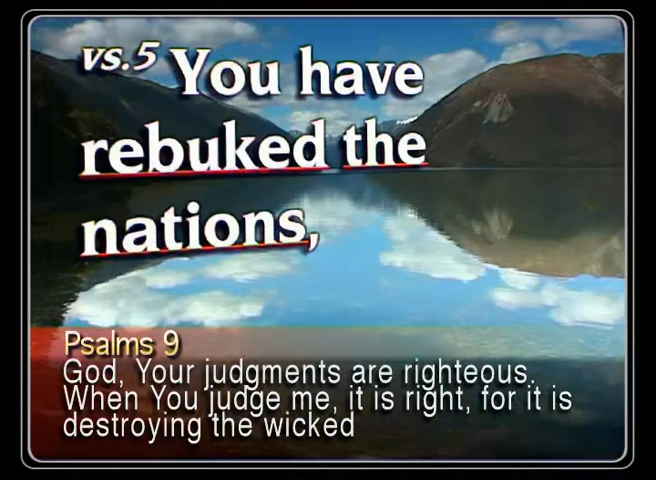 vs.5 You have
rebuked the
nations,
Psalms 9
God, Your judgments are righteous.
When You judge me, it is right, for it is
destroying the wicked